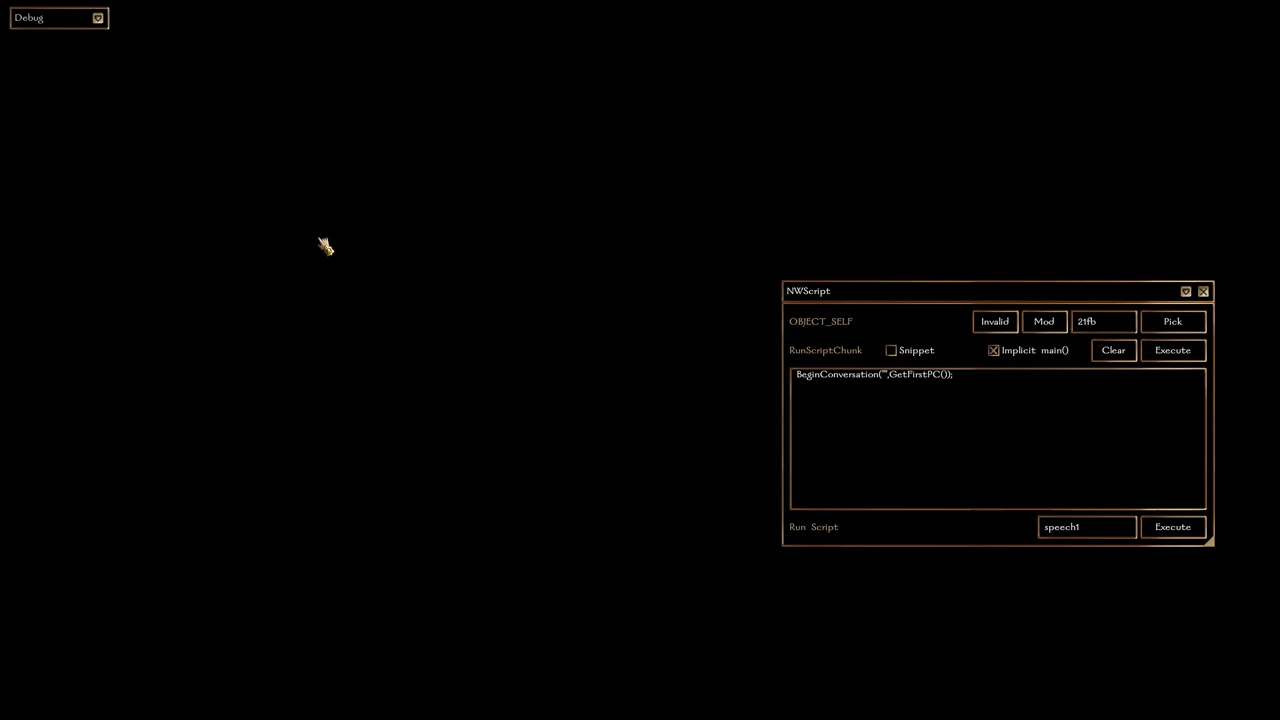 Debug
NWScript
OBJECT_SELF Invalid Mod 21fb Pick
RunScriptChunk Snippet Implicit main() Clear Execute
BeginConversation("",GetFirstPC());
Run Script speech1 Execute